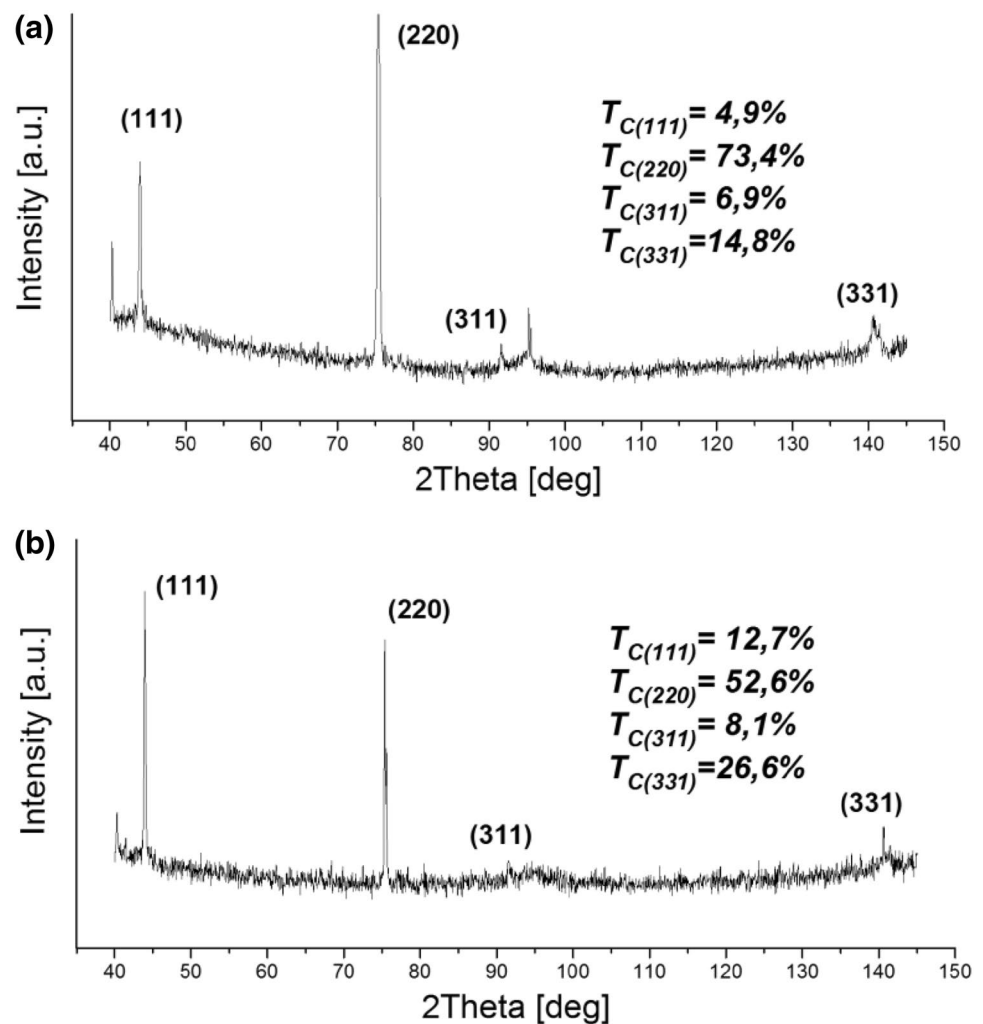 (a)
(220)
(111)
T_C(111)= 4,9%
T_C(220)= 73,4%
T_C(311)= 6,9%
T_C(331)=14,8%
(311)
(331)
Intensity [a.u.]
40 50 60 70 80 90 100 110 120 130 140 150
2Theta [deg]
(b)
(111)
(220)
T_C(111)= 12,7%
T_C(220)= 52,6%
T_C(311)= 8,1%
T_C(331)=26,6%
(311)
(331)
Intensity [a.u.]
40 50 60 70 80 90 100 110 120 130 140 150
2Theta [deg]